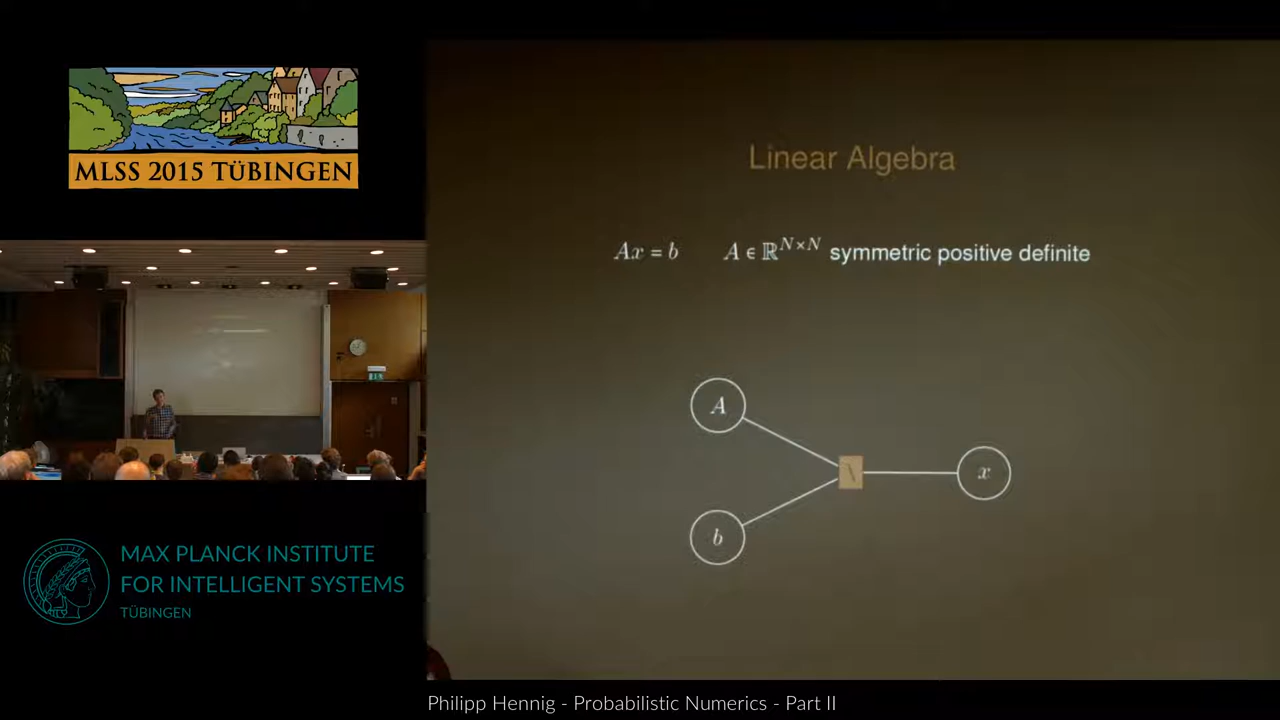 MLSS 2015 TÜBINGEN
MAX PLANCK INSTITUTE
FOR INTELLIGENT SYSTEMS
TÜBINGEN
Linear Algebra
Ax = b A ∈ ℝ^{N×N} symmetric positive definite
A
\
x
b
Philipp Hennig - Probabilistic Numerics - Part II